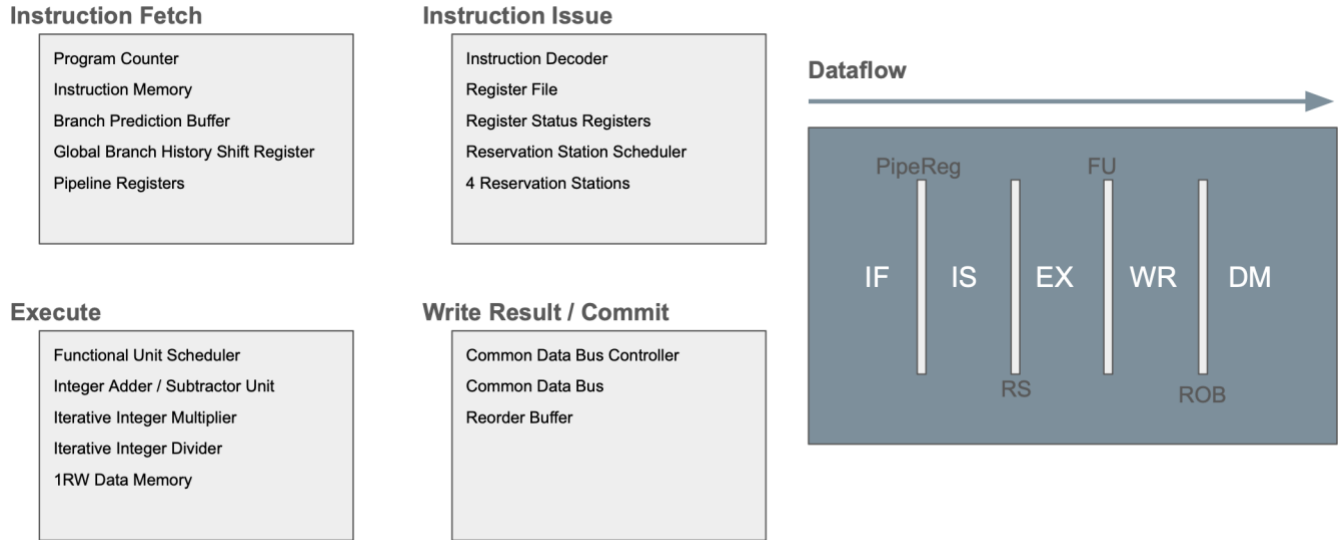 Instruction Fetch
Program Counter
Instruction Memory
Branch Prediction Buffer
Global Branch History Shift Register
Pipeline Registers
Instruction Issue
Instruction Decoder
Register File
Register Status Registers
Reservation Station Scheduler
4 Reservation Stations
Execute
Functional Unit Scheduler
Integer Adder / Subtractor Unit
Iterative Integer Multiplier
Iterative Integer Divider
1RW Data Memory
Write Result / Commit
Common Data Bus Controller
Common Data Bus
Reorder Buffer
Dataflow
PipeReg FU
IF IS EX WR DM
RS ROB